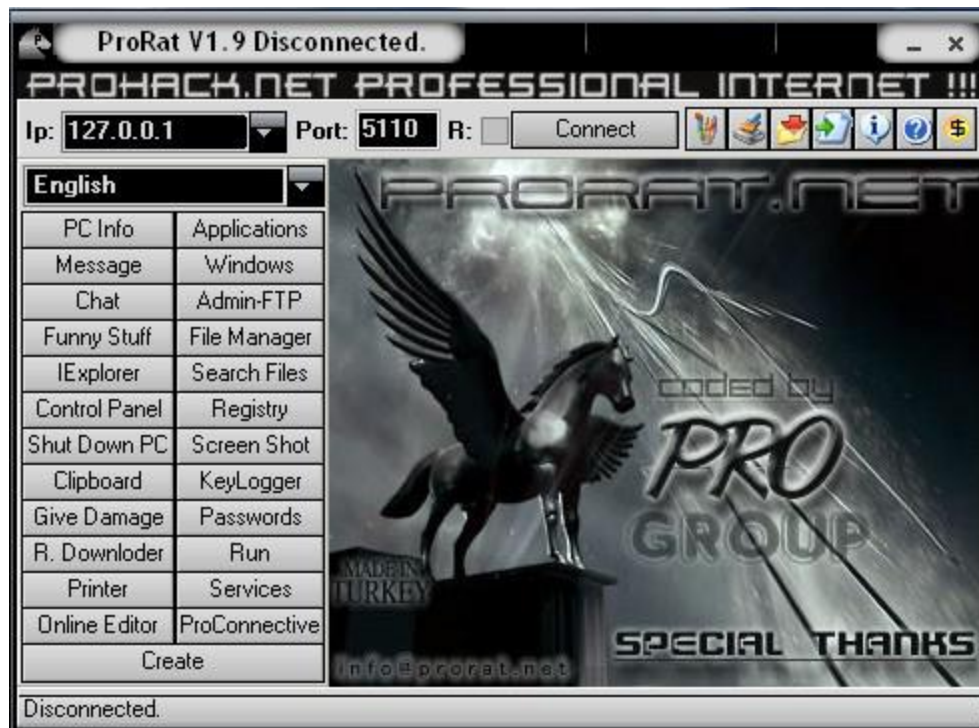 ProRat V1.9 Disconnected.
PROHACK.NET PROFESSIONAL INTERNET !!!
Ip: 127.0.0.1 Port: 5110 R: Connect
English
PRORAT.NET
PC Info Applications
Message Windows
Chat Admin-FTP
Funny Stuff File Manager
IExplorer Search Files
Control Panel Registry
Shut Down PC Screen Shot
Clipboard KeyLogger
Give Damage Passwords
R. Downloder Run
Printer Services
Online Editor ProConnective
Create
coded by
PRO
GROUP
MADE IN
TURKEY
SPECIAL THANKS
info@prorat.net
Disconnected.